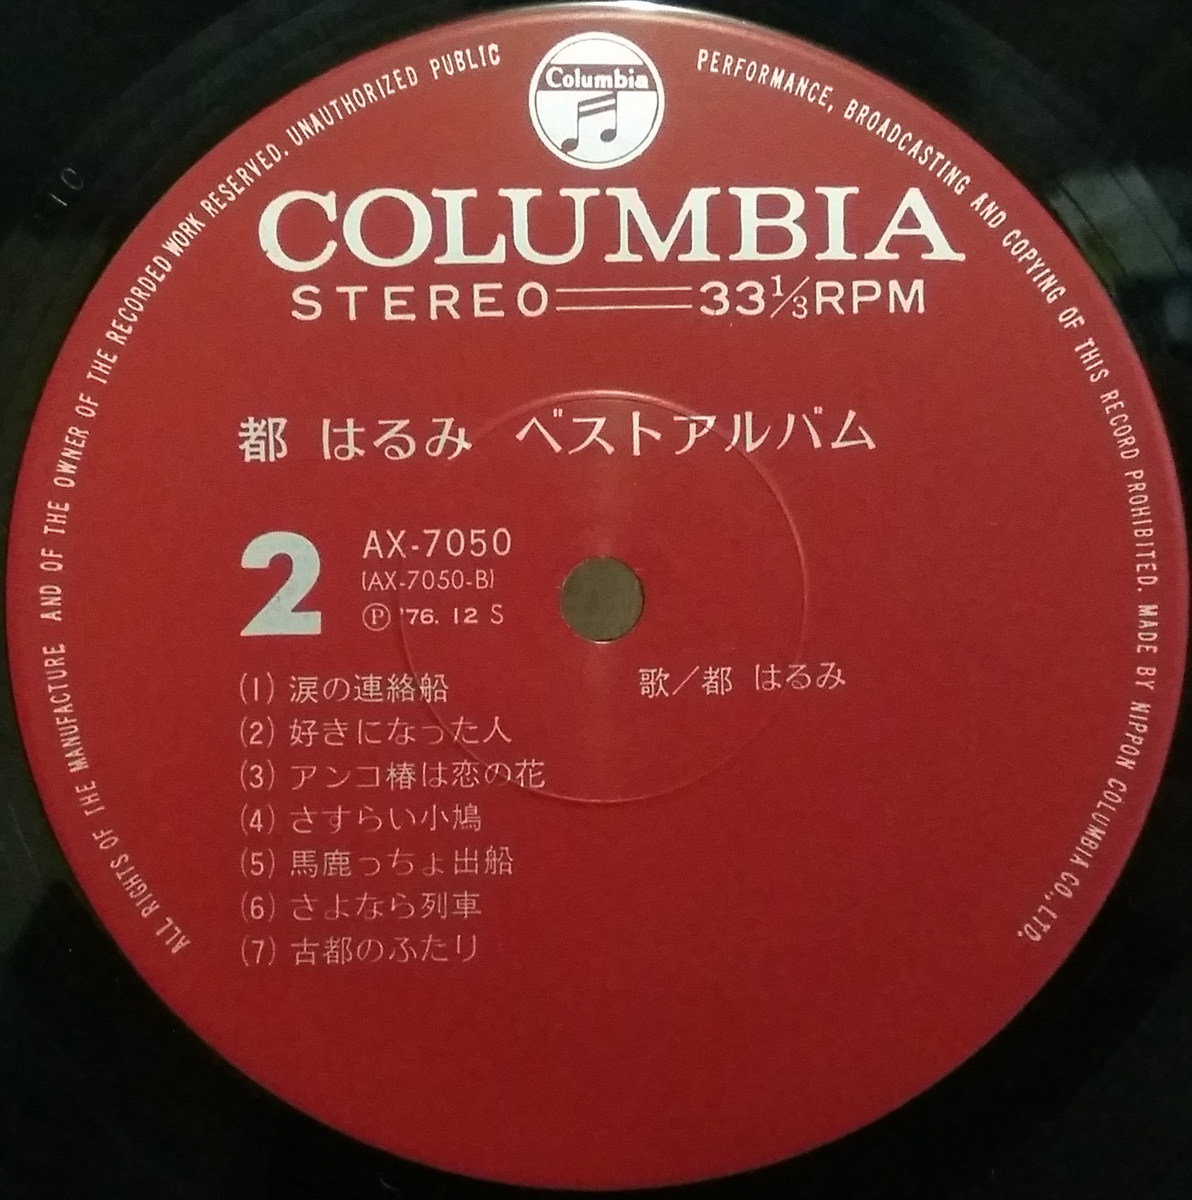 ALL RIGHTS OF THE MANUFACTURE AND OF THE OWNER OF THE RECORDED WORK RESERVED. UNAUTHORIZED PUBLIC PERFORMANCE, BROADCASTING AND COPYING OF THIS RECORD PROHIBITED. MADE BY NIPPON COLUMBIA CO., LTD.
Columbia
COLUMBIA
STEREO 33⅓RPM
都 はるみ ベストアルバム
2
AX-7050
(AX-7050-B)
Ⓟ '76. 12 S
歌／都 はるみ
(1) 涙の連絡船
(2) 好きになった人
(3) アンコ椿は恋の花
(4) さすらい小鳩
(5) 馬鹿っちょ出船
(6) さよなら列車
(7) 古都のふたり